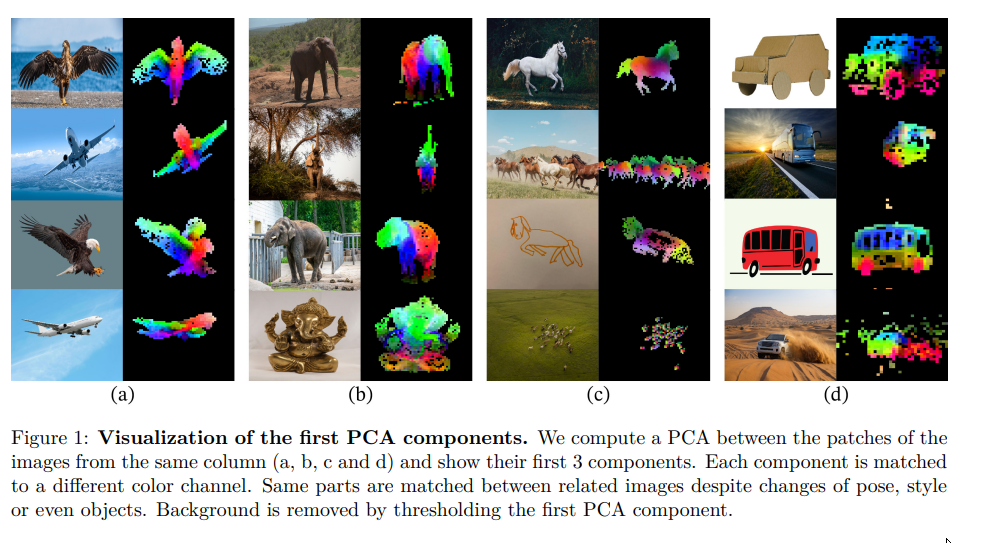 (a) (b) (c) (d)
Figure 1: Visualization of the first PCA components. We compute a PCA between the patches of the
images from the same column (a, b, c and d) and show their first 3 components. Each component is matched
to a different color channel. Same parts are matched between related images despite changes of pose, style
or even objects. Background is removed by thresholding the first PCA component.